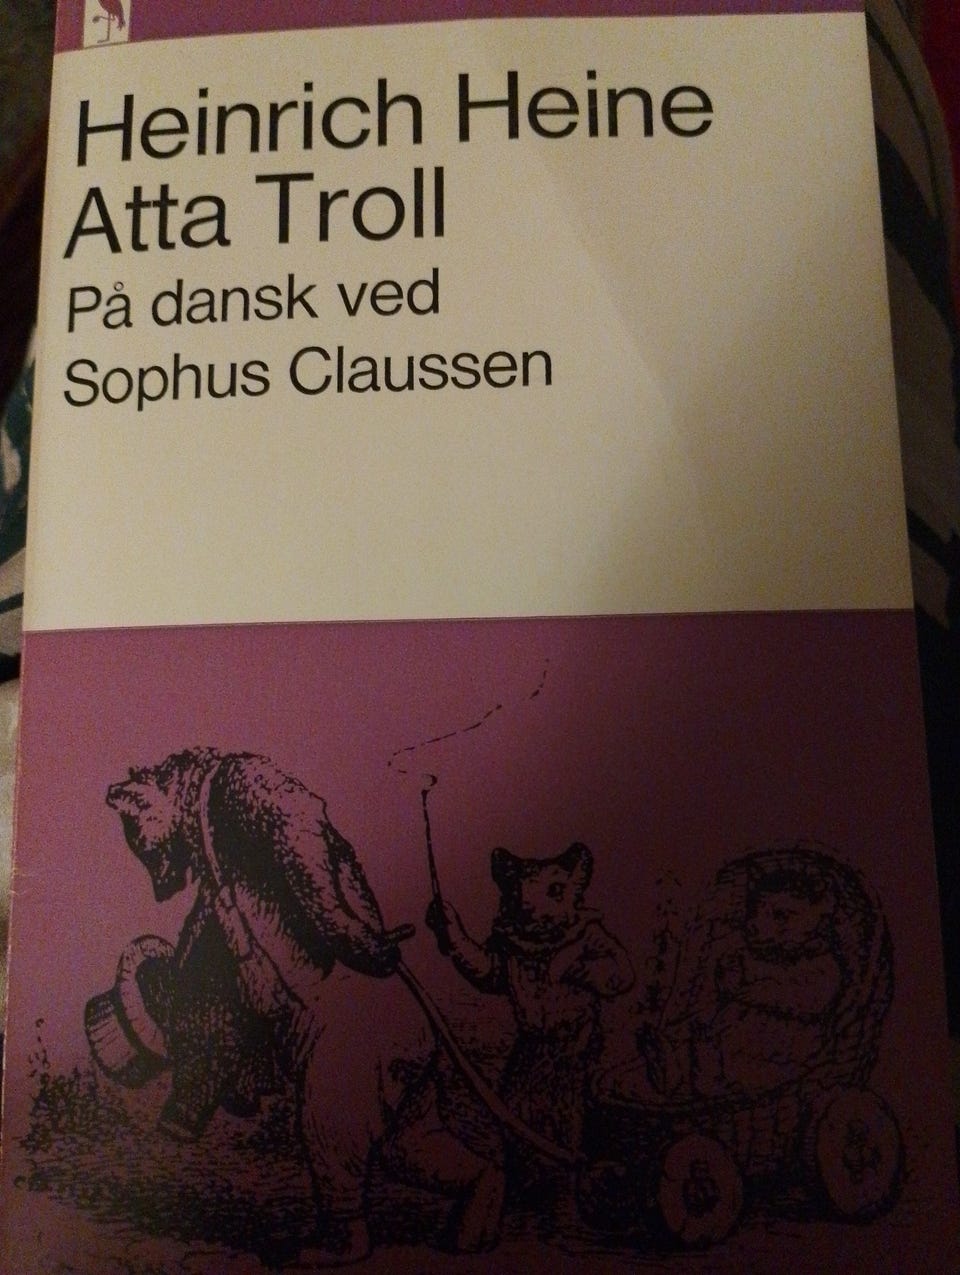 Heinrich Heine
Atta Troll
På dansk ved
Sophus Claussen